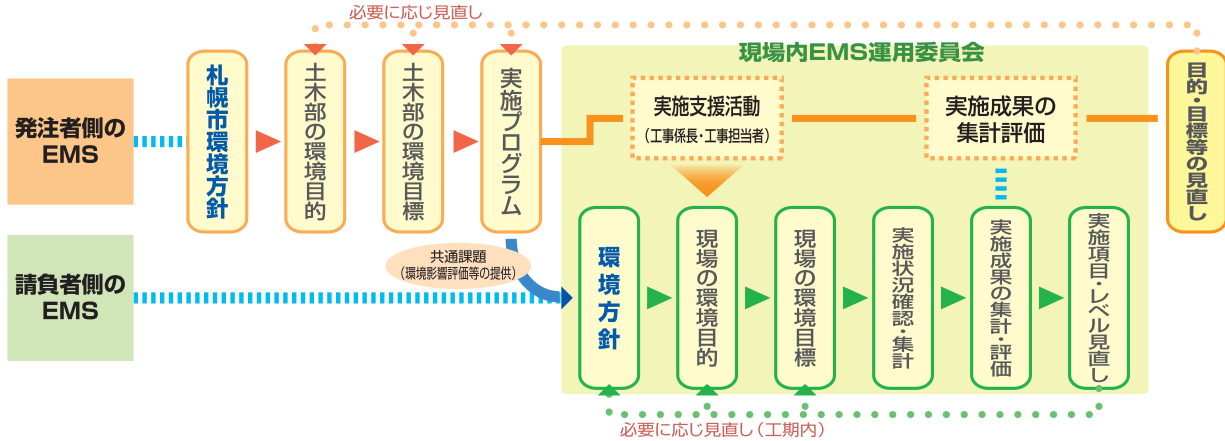 必要に応じ見直し
現場内EMS運用委員会
発注者側の
EMS
札幌市環境方針
土木部の環境目的
土木部の環境目標
実施プログラム
実施支援活動
（工事係長・工事担当者）
実施成果の
集計評価
目的・目標等の見直し
請負者側の
EMS
共通課題
（環境影響評価等の提供）
環境方針
現場の環境目的
現場の環境目標
実施状況確認・集計
実施成果の集計・評価
実施項目・レベル見直し
必要に応じ見直し（工期内）